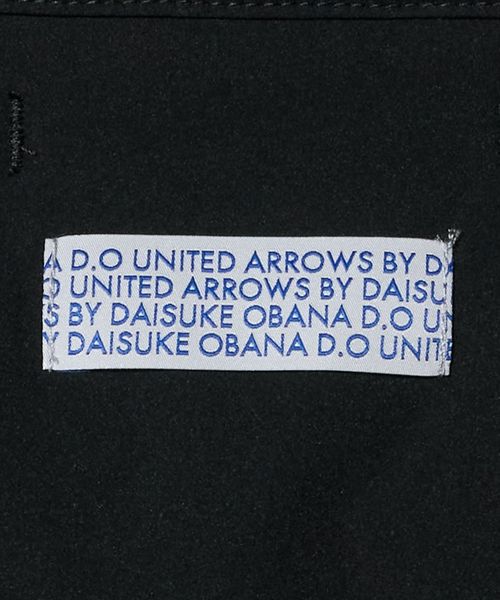 A D.O UNITED ARROWS BY DA
O UNITED ARROWS BY DAISU
S BY DAISUKE OBANA D.O UN
Y DAISUKE OBANA D.O UNITE